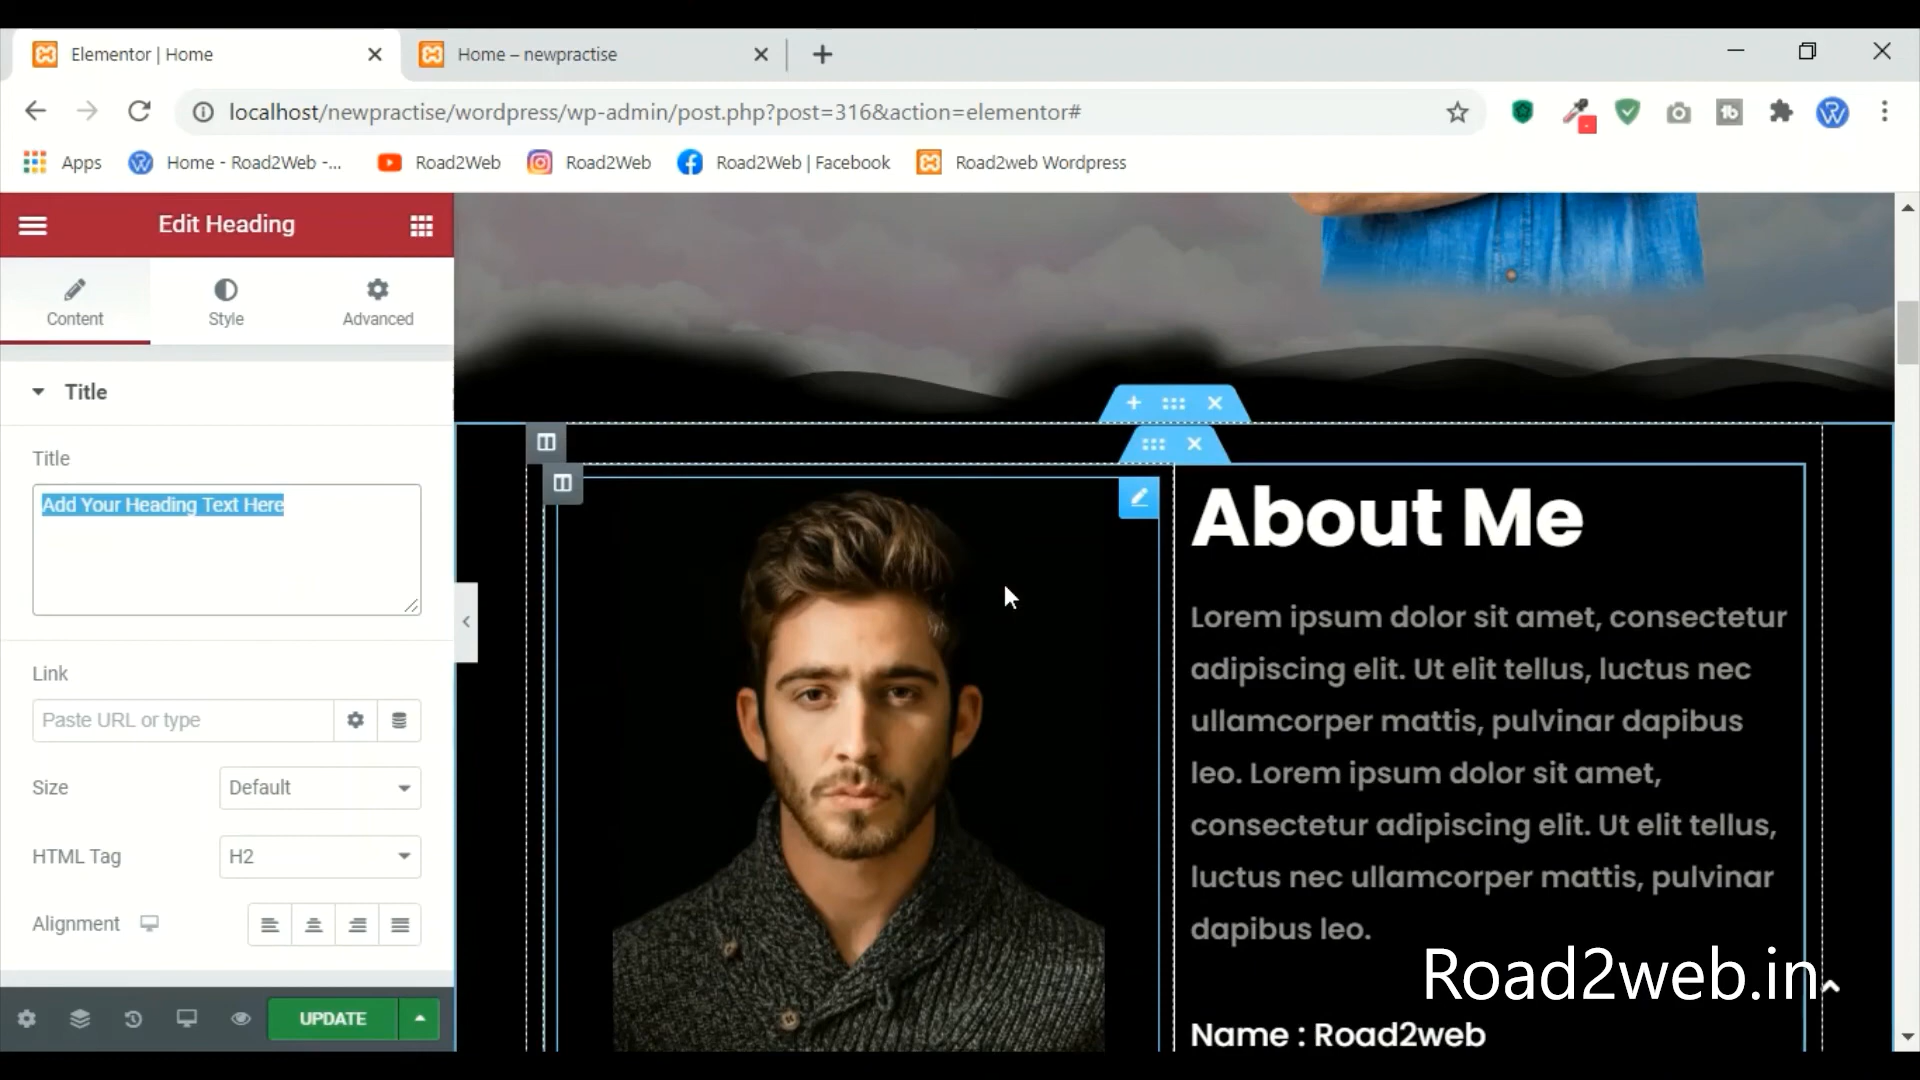 Elementor | Home
Home – newpractise
localhost/newpractise/wordpress/wp-admin/post.php?post=316&action=elementor#
Apps
Home - Road2Web -...
Road2Web
Road2Web
Road2Web | Facebook
Road2web Wordpress
Edit Heading
Content
Style
Advanced
Title
Title
Add Your Heading Text Here
Link
Paste URL or type
Size
Default
HTML Tag
H2
Alignment
UPDATE
About Me
Lorem ipsum dolor sit amet, consectetur
adipiscing elit. Ut elit tellus, luctus nec
ullamcorper mattis, pulvinar dapibus
leo. Lorem ipsum dolor sit amet,
consectetur adipiscing elit. Ut elit tellus,
luctus nec ullamcorper mattis, pulvinar
dapibus leo.
Road2web.in
Name : Road2web